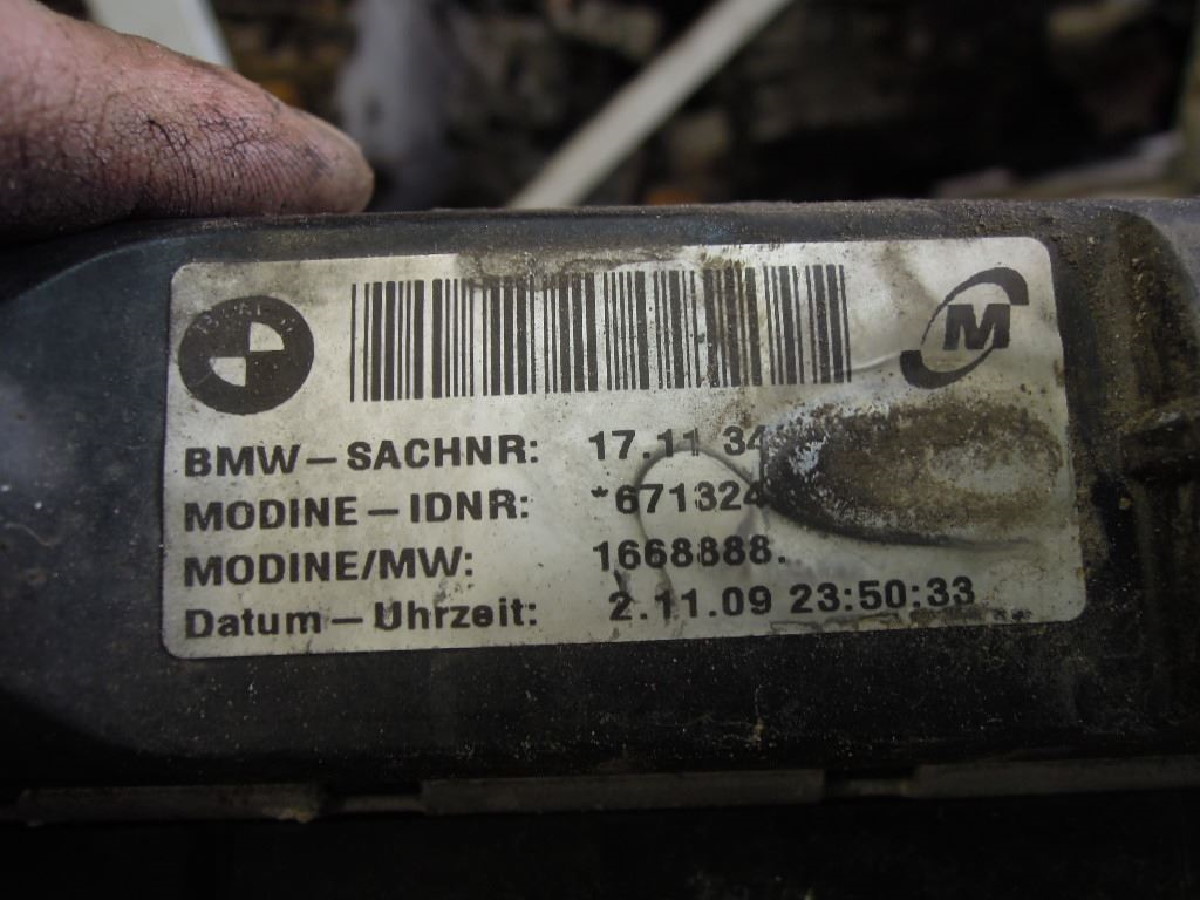 BMW
M
BMW-SACHNR: 17.11 34
MODINE-IDNR: *671324
MODINE/MW: 1668888.
Datum-Uhrzeit: 2.11.09 23:50:33